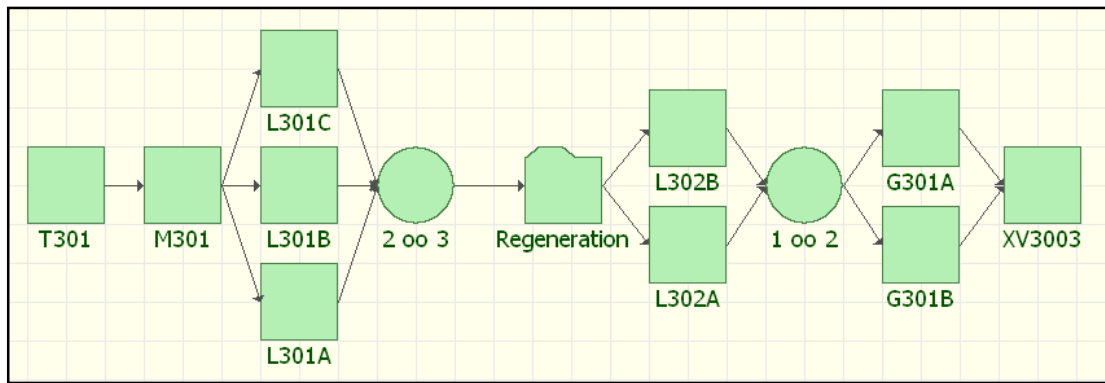 L301C
L302B
G301A
T301
M301
L301B
2 oo 3
Regeneration
1 oo 2
XV3003
L302A
G301B
L301A